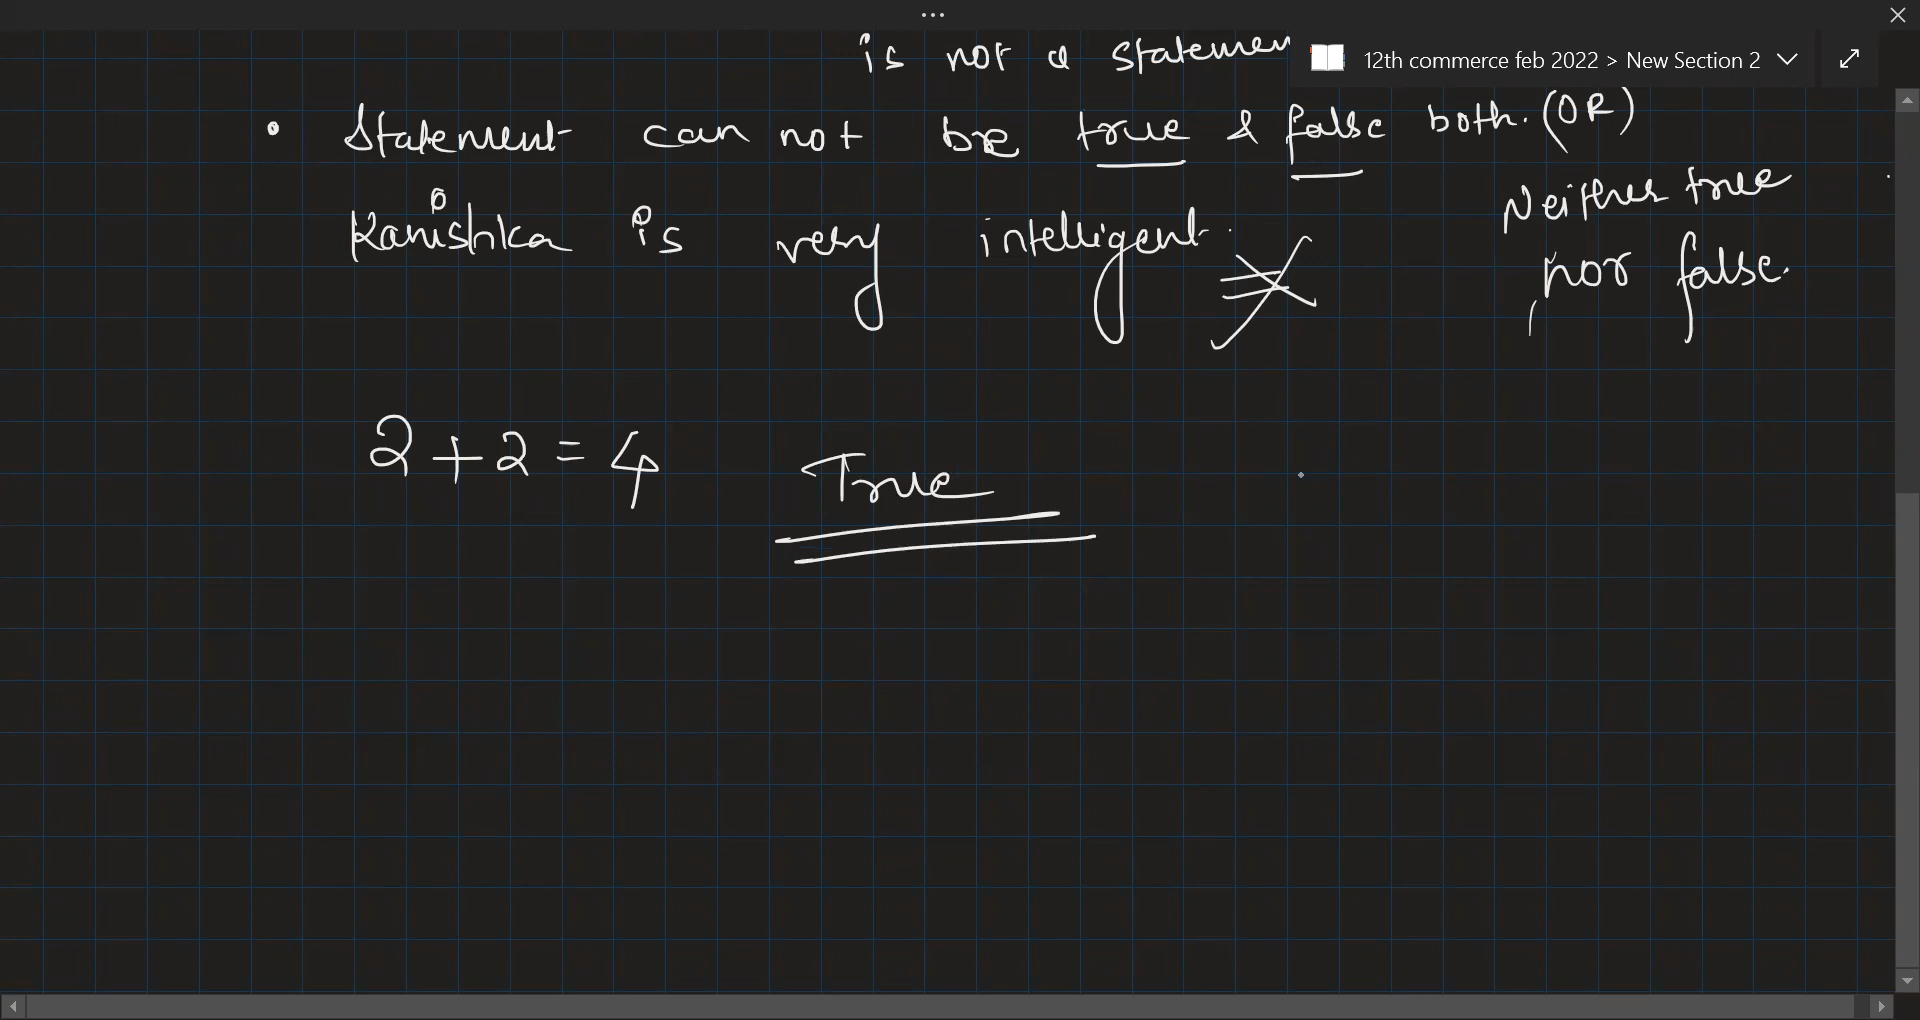 is not a statemen
12th commerce feb 2022 > New Section 2
• Statement can not be true & false both. (OR)
Neither true
nor false.
Kanishka is very intelligent.
2 + 2 = 4 True